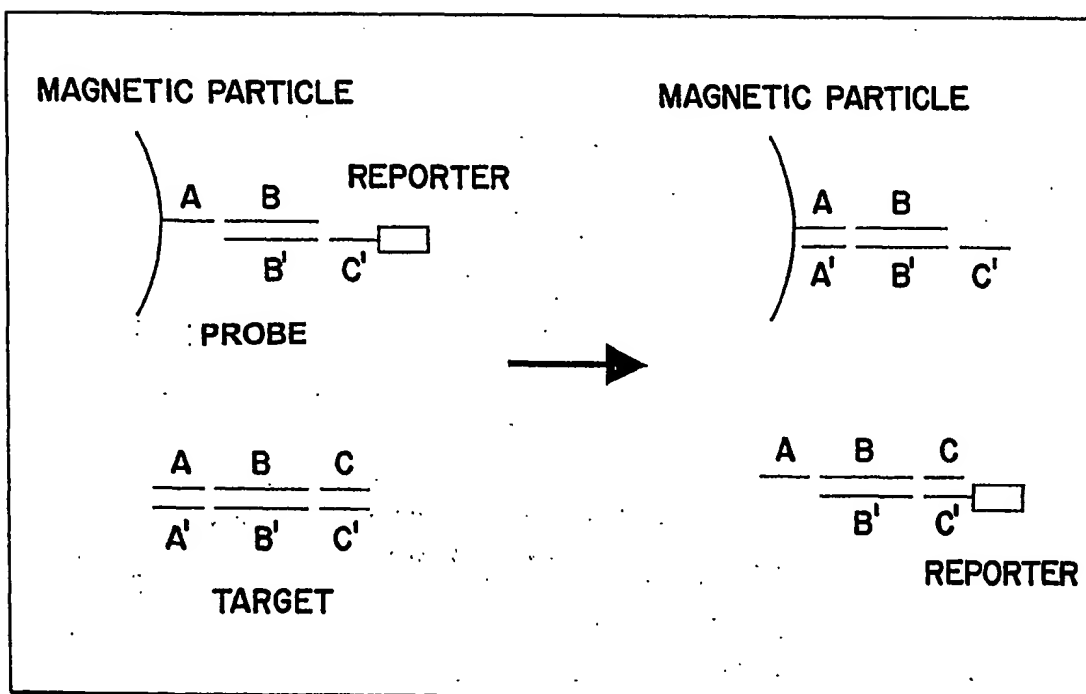 MAGNETIC PARTICLE
REPORTER
A B
B' C'
PROBE
A B C
A' B' C'
TARGET
MAGNETIC PARTICLE
A B
A' B' C'
A B C
B' C'
REPORTER